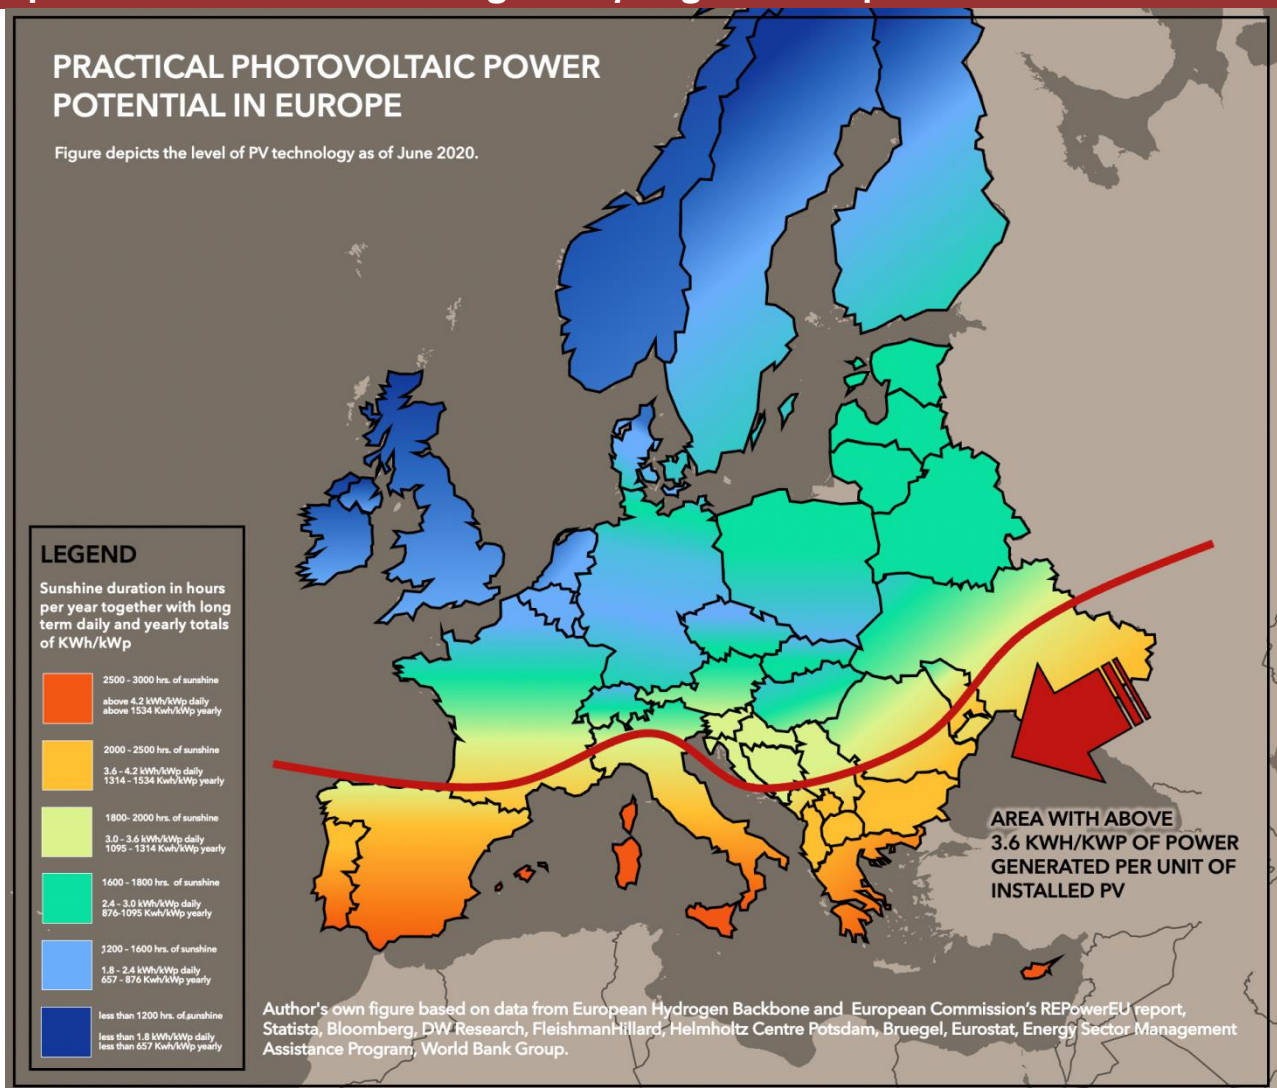 PRACTICAL PHOTOVOLTAIC POWER
POTENTIAL IN EUROPE
Figure depicts the level of PV technology as of June 2020.
LEGEND
Sunshine duration in hours
per year together with long
term daily and yearly totals
of KWh/kWp
2500 - 3000 hrs. of sunshine
above 4.2 kWh/kWp daily
above 1534 Kwh/kWp yearly
2000 - 2500 hrs. of sunshine
3.6 - 4.2 kWh/kWp daily
1314 - 1534 Kwh/kWp yearly
1800- 2000 hrs. of sunshine
3.0 - 3.6 kWh/kWp daily
1095 - 1314 Kwh/kWp yearly
1600 - 1800 hrs. of sunshine
2.4 - 3.0 kWh/kWp daily
876-1095 Kwh/kWp yearly
1200 - 1600 hrs. of sunshine
1.8 - 2.4 kWh/kWp daily
657 - 876 Kwh/kWp yearly
less than 1200 hrs. of sunshine
less than 1.8 kWh/kWp daily
less than 657 Kwh/kWp yearly
AREA WITH ABOVE
3.6 KWH/KWP OF POWER
GENERATED PER UNIT OF
INSTALLED PV
Author's own figure based on data from European Hydrogen Backbone and European Commission's REPowerEU report,
Statista, Bloomberg, DW Research, FleishmanHillard, Helmholtz Centre Potsdam, Bruegel, Eurostat, Energy Sector Management
Assistance Program, World Bank Group.